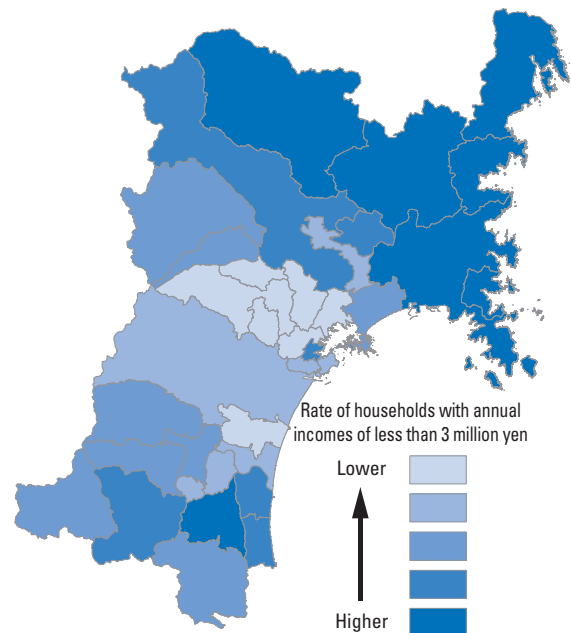 Rate of households with annual
incomes of less than 3 million yen
Lower
Higher